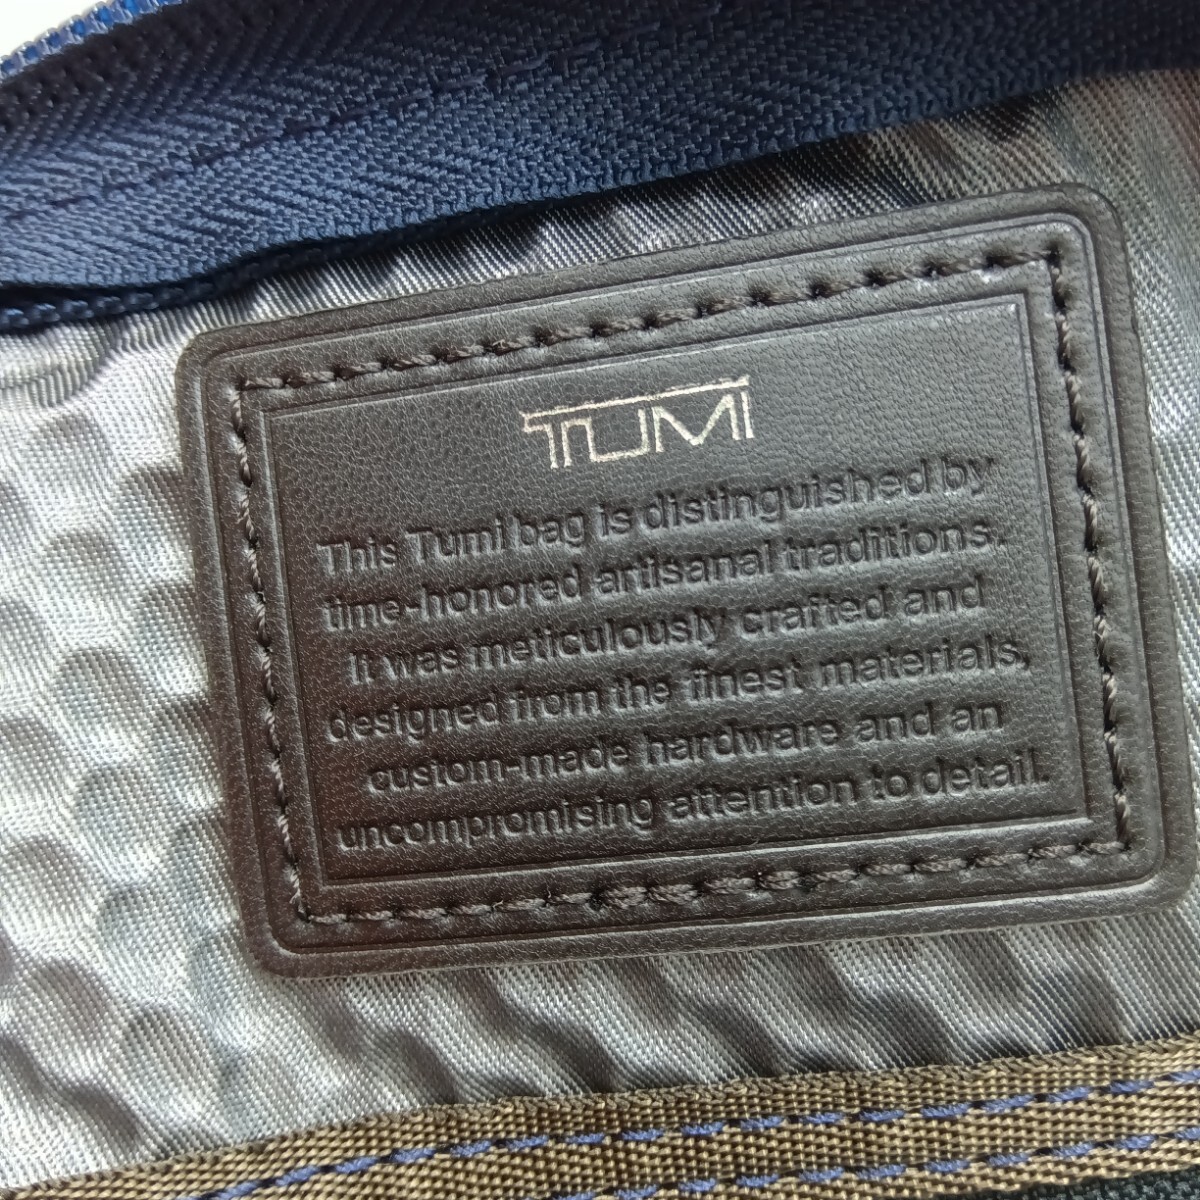 TUMI
This Tumi bag is distinguished by
time-honored artisanal traditions.
It was meticulously crafted and
designed from the finest materials,
custom-made hardware and an
uncompromising attention to detail.